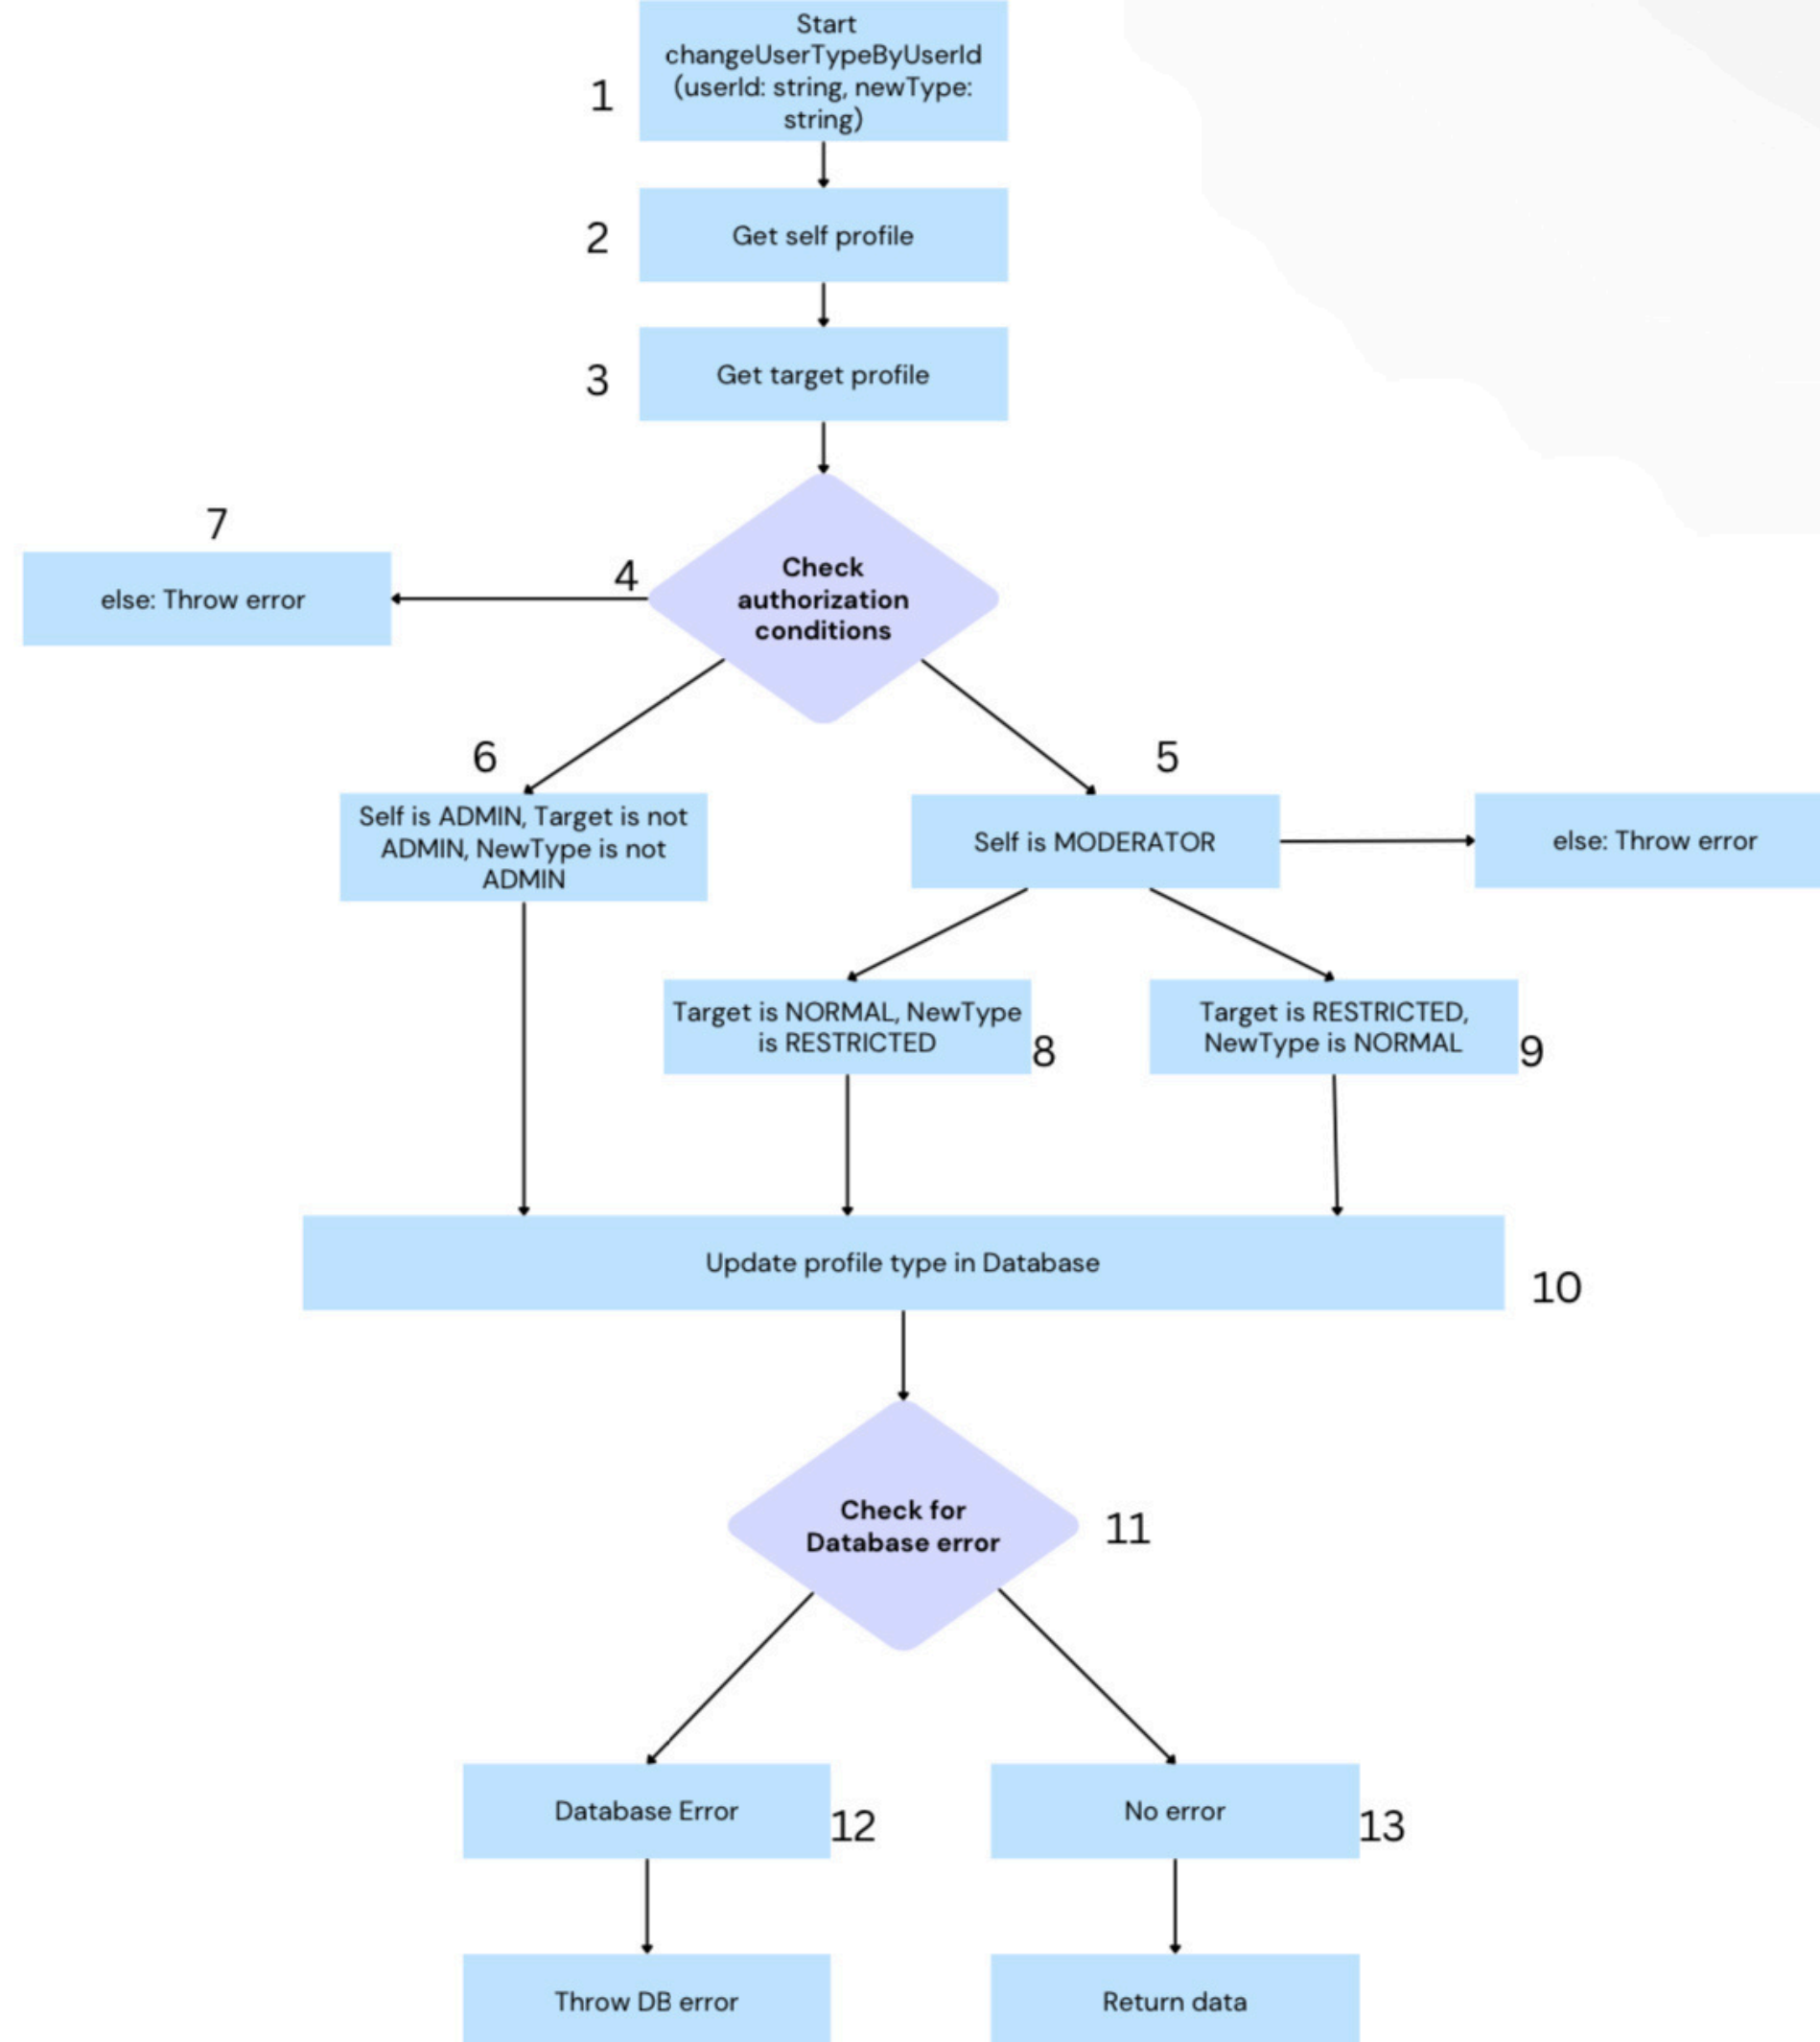 Start
changeUserTypeByUserId
(userId: string, newType:
string)
1
Get self profile
2
Get target profile
3
7
else: Throw error
4
Check
authorization
conditions
6
5
Self is ADMIN, Target is not
ADMIN, NewType is not
ADMIN
Self is MODERATOR
else: Throw error
Target is NORMAL, NewType
is RESTRICTED
8
Target is RESTRICTED,
NewType is NORMAL
9
Update profile type in Database
10
Check for
Database error
11
Database Error
12
No error
13
Throw DB error
Return data